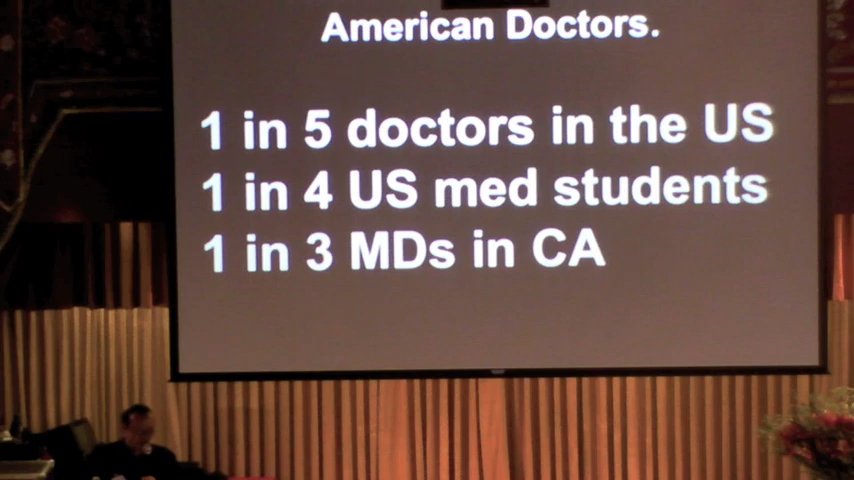 American Doctors.
1 in 5 doctors in the US
1 in 4 US med students
1 in 3 MDs in CA